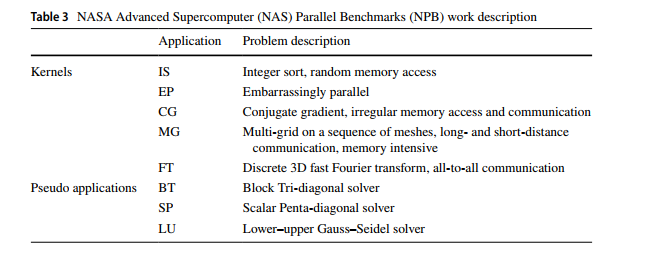 Table 3 NASA Advanced Supercomputer (NAS) Parallel Benchmarks (NPB) work description
Application Problem description
Kernels IS Integer sort, random memory access
EP Embarrassingly parallel
CG Conjugate gradient, irregular memory access and communication
MG Multi-grid on a sequence of meshes, long- and short-distance
communication, memory intensive
FT Discrete 3D fast Fourier transform, all-to-all communication
Pseudo applications BT Block Tri-diagonal solver
SP Scalar Penta-diagonal solver
LU Lower–upper Gauss–Seidel solver